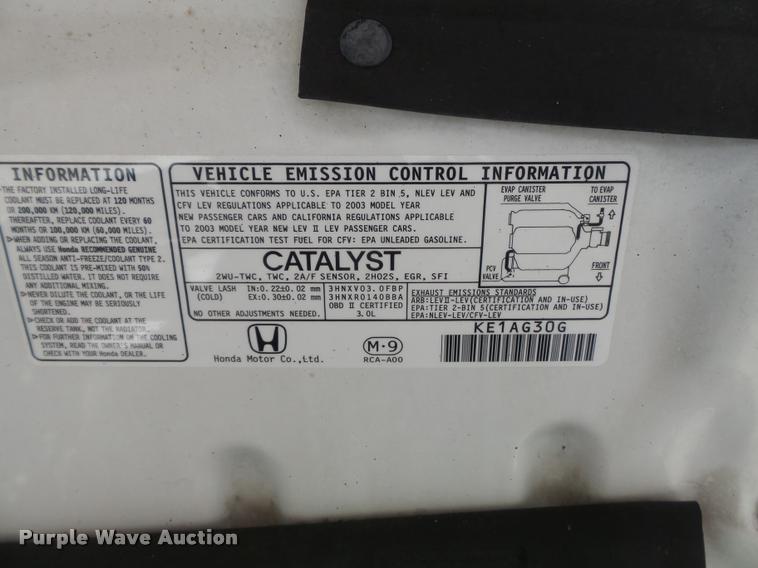 INFORMATION
THE FACTORY INSTALLED LONG-LIFE
COOLANT MUST BE REPLACED AT 120 MONTHS
OR 200,000 KM (120,000 MILES).
THEREAFTER, REPLACE COOLANT EVERY 60
MONTHS OR 100,000 KM (60,000 MILES).
WHEN ADDING OR REPLACING THE COOLANT,
ALWAYS USE Honda RECOMMENDED GENUINE
ALL SEASON ANTI-FREEZE/COOLANT TYPE 2.
THIS COOLANT IS PRE-MIXED WITH 50%
DISTILLED WATER AND DOES NOT REQUIRE
ANY ADDITIONAL MIXING.
NEVER DILUTE THE COOLANT, OR THE LIFE
OF THE ENGINE MAY BE SERIOUSLY
SHORTENED.
CHECK THE COOLANT LEVEL AT THE RESERVE
TANK, NOT THE RADIATOR.
FOR FURTHER INFORMATION ON THE COOLING
SYSTEM, READ THE OWNER'S MANUAL OR
CHECK WITH YOUR Honda DEALER.
VEHICLE EMISSION CONTROL INFORMATION
THIS VEHICLE CONFORMS TO U.S. EPA TIER 2 BIN 5, NLEV LEV AND
CFV LEV REGULATIONS APPLICABLE TO 2003 MODEL YEAR
NEW PASSENGER CARS AND CALIFORNIA REGULATIONS APPLICABLE
TO 2003 MODEL YEAR NEW LEV II LEV PASSENGER CARS.
EPA CERTIFICATION TEST FUEL FOR CFV: EPA UNLEADED GASOLINE.
CATALYST
2WU-TWC, TWC, 2A/F SENSOR, 2HO2S, EGR, SFI
VALVE LASH IN:0.22±0.02 mm
(COLD) EX:0.30±0.02 mm
NO OTHER ADJUSTMENTS NEEDED.
3HNXV03.0FBP
3HNXR0140BBA
OBD II CERTIFIED
3.0L
EVAP CANISTER
PURGE VALVE
TO EVAP
CANISTER
PCV
VALVE
FRONT
EXHAUST EMISSIONS STANDARDS
ARB:LEVII-LEV(CERTIFICATION AND IN-USE)
EPA:TIER 2-BIN 5(CERTIFICATION AND IN-USE)
EPA:NLEV-LEV/CFV-LEV
Honda Motor Co.,Ltd.
M·9
RCA-A00
KE1AG30G
Purple Wave Auction